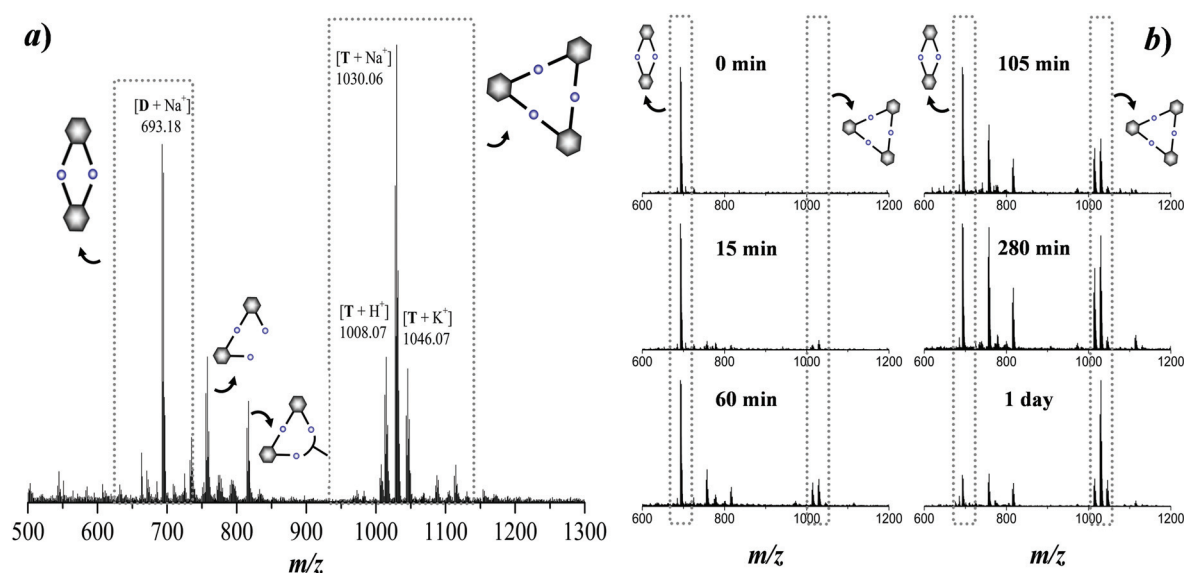 a)
[D + Na⁺]
693.18
[T + Na⁺]
1030.06
[T + H⁺]
1008.07
[T + K⁺]
1046.07
500 600 700 800 900 1000 1100 1200 1300
m/z
b)
0 min
600 800 1000 1200
105 min
600 800 1000 1200
15 min
600 800 1000 1200
280 min
600 800 1000 1200
60 min
600 800 1000 1200
1 day
600 800 1000 1200
m/z
m/z